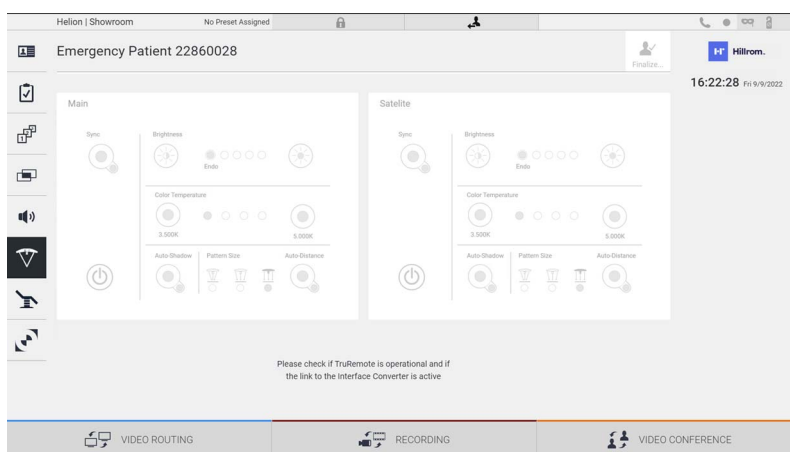 Helion | Showroom
No Preset Assigned
Emergency Patient 22860028
Finalize...
Hillrom.
16:22:28 Fri 9/9/2022
Main
Sync
Brightness
Endo
Color Temperature
3.500K
5.000K
Auto-Shadow
Pattern Size
Auto-Distance
Satelite
Sync
Brightness
Endo
Color Temperature
3.500K
5.000K
Auto-Shadow
Pattern Size
Auto-Distance
Please check if TruRemote is operational and if
the link to the Interface Converter is active
VIDEO ROUTING
RECORDING
VIDEO CONFERENCE